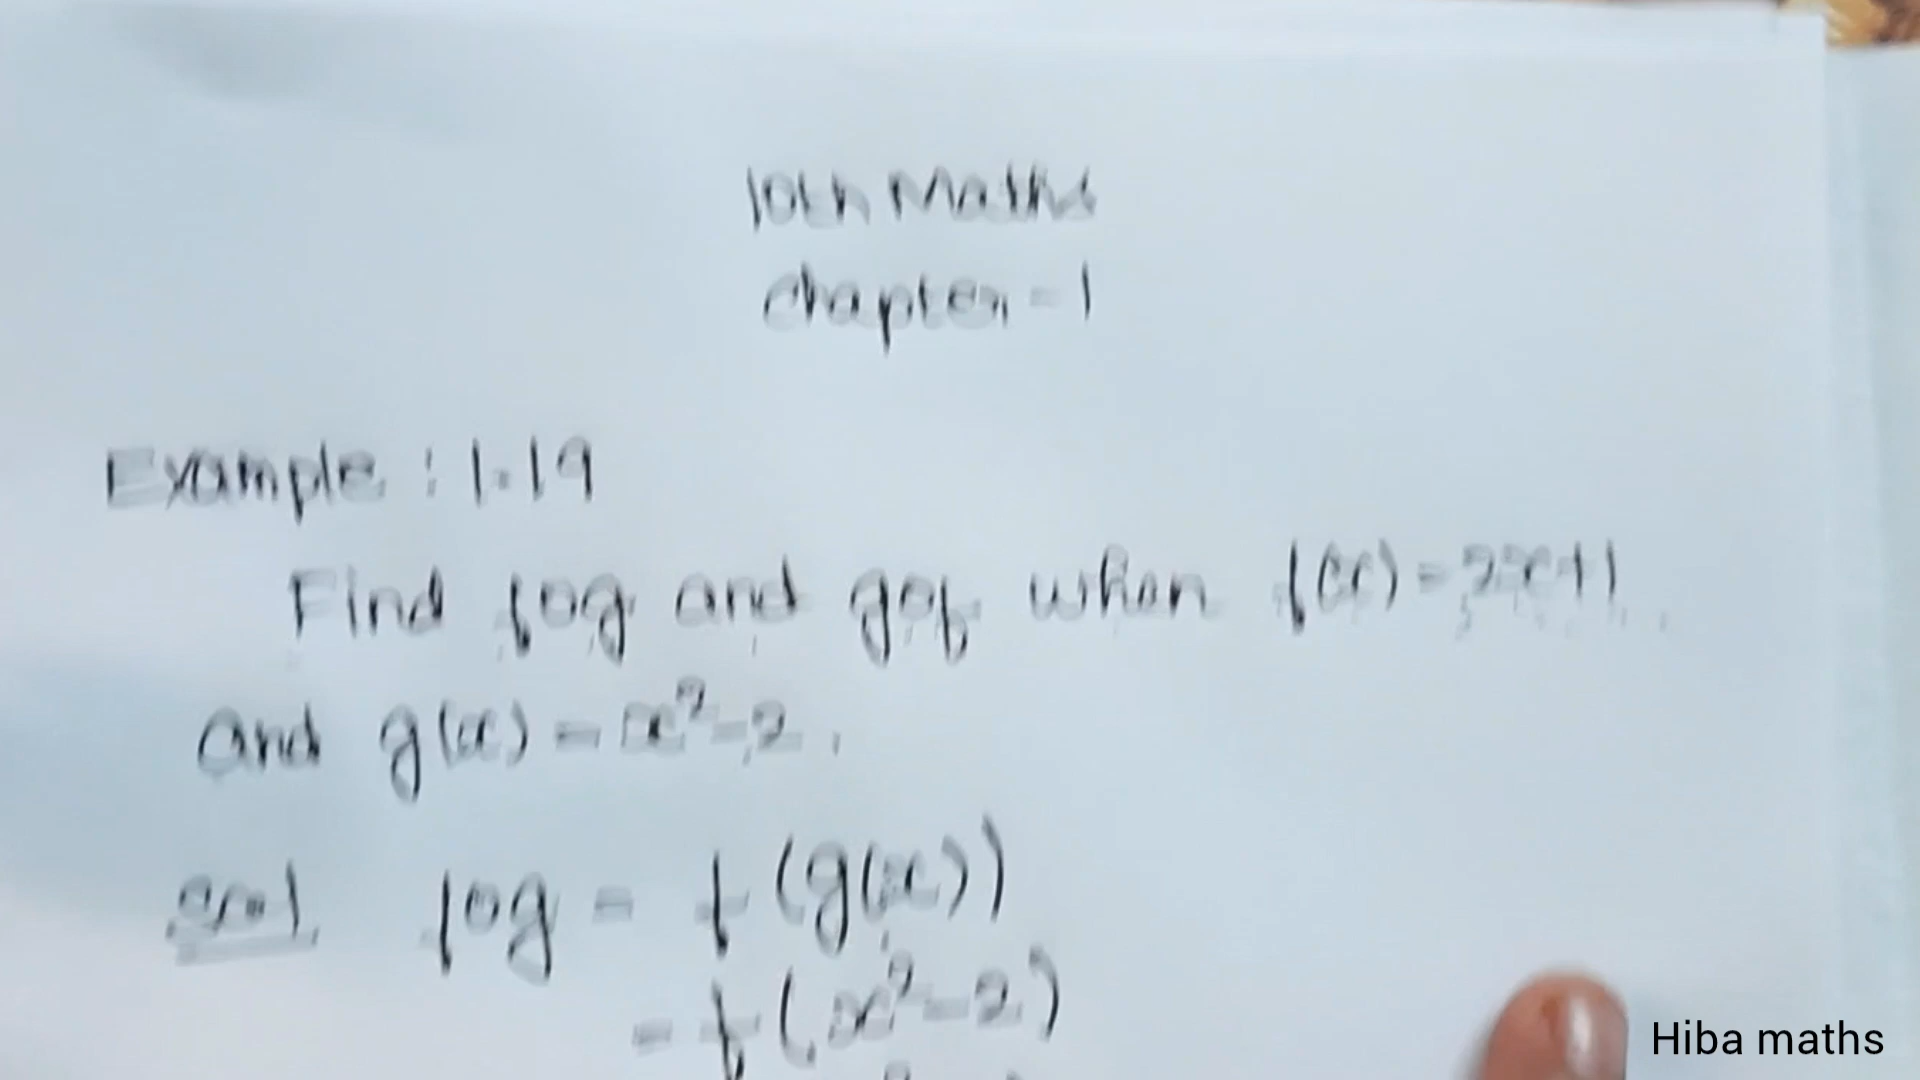 10th Maths
Chapter - 1
Example : 1.19
Find fog and gof when f(x) = 2x+1
and g(x) = x²-2.
Sol fog = f(g(x))
= f(x²-2)
Hiba maths